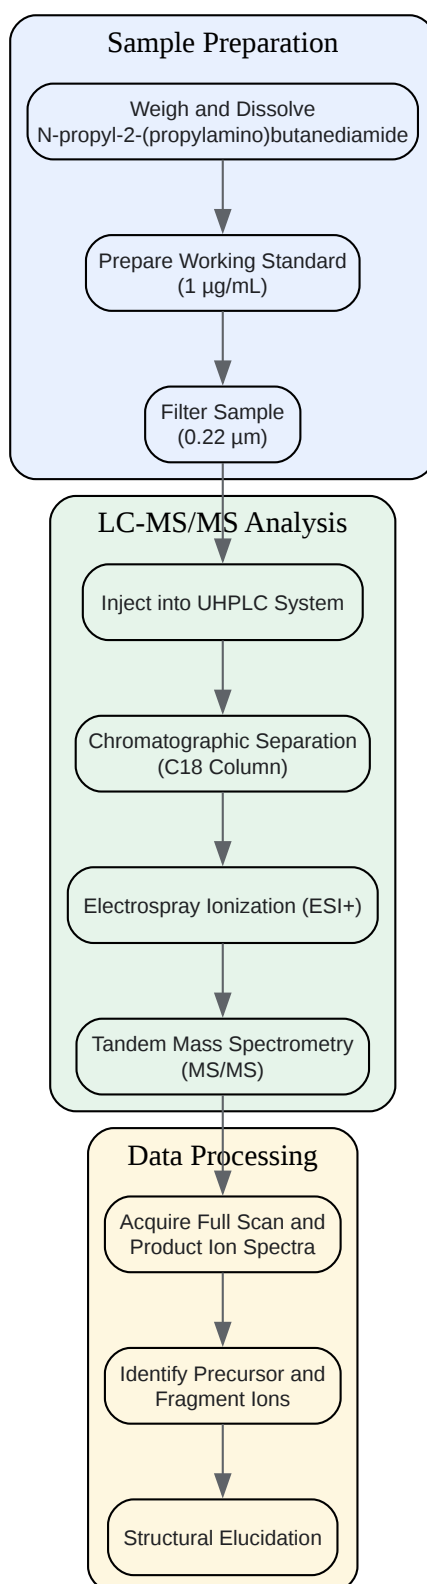 Sample Preparation
Weigh and Dissolve
N-propyl-2-(propylamino)butanediamide
Prepare Working Standard
(1 µg/mL)
Filter Sample
(0.22 µm)
LC-MS/MS Analysis
Inject into UHPLC System
Chromatographic Separation
(C18 Column)
Electrospray Ionization (ESI+)
Tandem Mass Spectrometry
(MS/MS)
Data Processing
Acquire Full Scan and
Product Ion Spectra
Identify Precursor and
Fragment Ions
Structural Elucidation